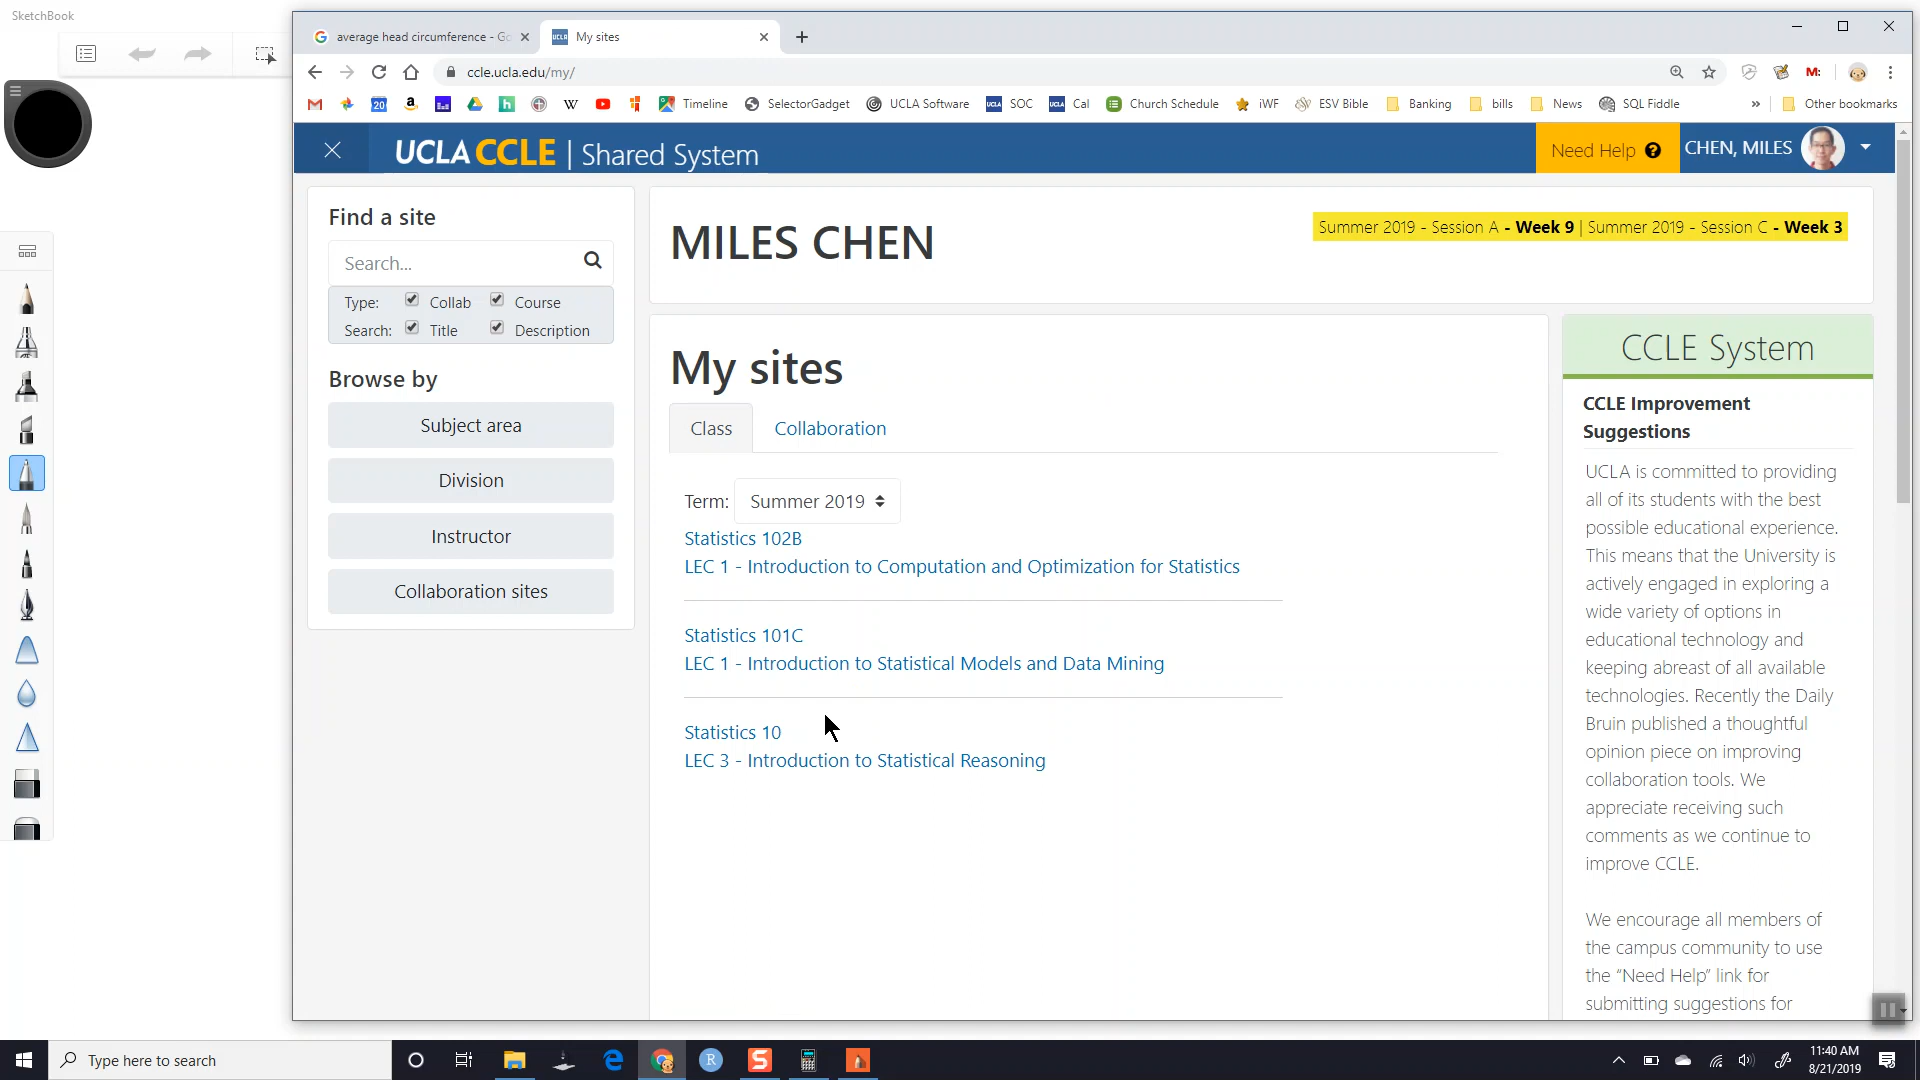 SketchBook
average head circumference - Go
My sites
ccle.ucla.edu/my/
Timeline
SelectorGadget
UCLA Software
SOC
Cal
Church Schedule
iWF
ESV Bible
Banking
bills
News
SQL Fiddle
»
Other bookmarks
UCLA CCLE | Shared System
Need Help ?
CHEN, MILES
Find a site
Search...
Type: Collab Course
Search: Title Description
Browse by
Subject area
Division
Instructor
Collaboration sites
MILES CHEN
Summer 2019 - Session A - Week 9 | Summer 2019 - Session C - Week 3
My sites
Class
Collaboration
Term: Summer 2019
Statistics 102B
LEC 1 - Introduction to Computation and Optimization for Statistics
Statistics 101C
LEC 1 - Introduction to Statistical Models and Data Mining
Statistics 10
LEC 3 - Introduction to Statistical Reasoning
CCLE System
CCLE Improvement
Suggestions
UCLA is committed to providing
all of its students with the best
possible educational experience.
This means that the University is
actively engaged in exploring a
wide variety of options in
educational technology and
keeping abreast of all available
technologies. Recently the Daily
Bruin published a thoughtful
opinion piece on improving
collaboration tools. We
appreciate receiving such
comments as we continue to
improve CCLE.
We encourage all members of
the campus community to use
the “Need Help” link for
submitting suggestions for
Type here to search
11:40 AM
8/21/2019